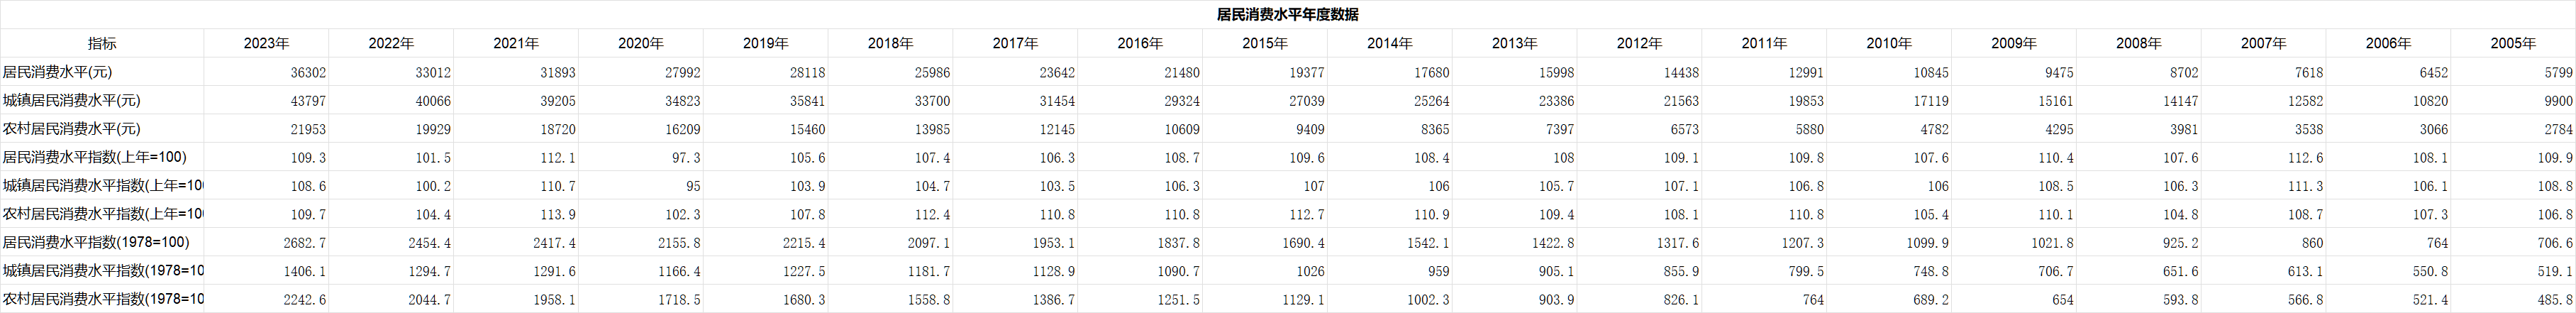 居民消费水平年度数据
指标 2023年 2022年 2021年 2020年 2019年 2018年 2017年 2016年 2015年 2014年 2013年 2012年 2011年 2010年 2009年 2008年 2007年 2006年 2005年
居民消费水平(元) 36302 33012 31893 27992 28118 25986 23642 21480 19377 17680 15998 14438 12991 10845 9475 8702 7618 6452 5799
城镇居民消费水平(元) 43797 40066 39205 34823 35841 33700 31454 29324 27039 25264 23386 21563 19853 17119 15161 14147 12582 10820 9900
农村居民消费水平(元) 21953 19929 18720 16209 15460 13985 12145 10609 9409 8365 7397 6573 5880 4782 4295 3981 3538 3066 2784
居民消费水平指数(上年=100) 109.3 101.5 112.1 97.3 105.6 107.4 106.3 108.7 109.6 108.4 108 109.1 109.8 107.6 110.4 107.6 112.6 108.1 109.9
城镇居民消费水平指数(上年=100 108.6 100.2 110.7 95 103.9 104.7 103.5 106.3 107 106 105.7 107.1 106.8 106 108.5 106.3 111.3 106.1 108.8
农村居民消费水平指数(上年=100 109.7 104.4 113.9 102.3 107.8 112.4 110.8 110.8 112.7 110.9 109.4 108.1 110.8 105.4 110.1 104.8 108.7 107.3 106.8
居民消费水平指数(1978=100) 2682.7 2454.4 2417.4 2155.8 2215.4 2097.1 1953.1 1837.8 1690.4 1542.1 1422.8 1317.6 1207.3 1099.9 1021.8 925.2 860 764 706.6
城镇居民消费水平指数(1978=10 1406.1 1294.7 1291.6 1166.4 1227.5 1181.7 1128.9 1090.7 1026 959 905.1 855.9 799.5 748.8 706.7 651.6 613.1 550.8 519.1
农村居民消费水平指数(1978=10 2242.6 2044.7 1958.1 1718.5 1680.3 1558.8 1386.7 1251.5 1129.1 1002.3 903.9 826.1 764 689.2 654 593.8 566.8 521.4 485.8